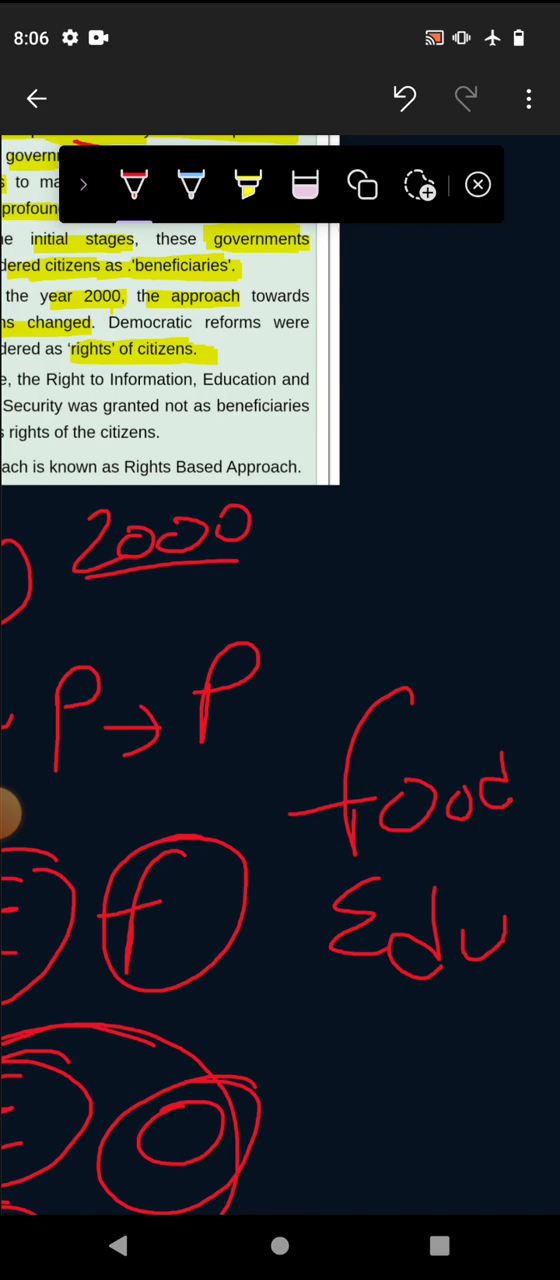 8:06
governm
s to ma
profoun
he initial stages, these governments
dered citizens as .'beneficiaries'.
the year 2000, the approach towards
ns changed. Democratic reforms were
dered as 'rights' of citizens.
e, the Right to Information, Education and
Security was granted not as beneficiaries
s rights of the citizens.
ach is known as Rights Based Approach.
2000
P → P
food
f
Edu